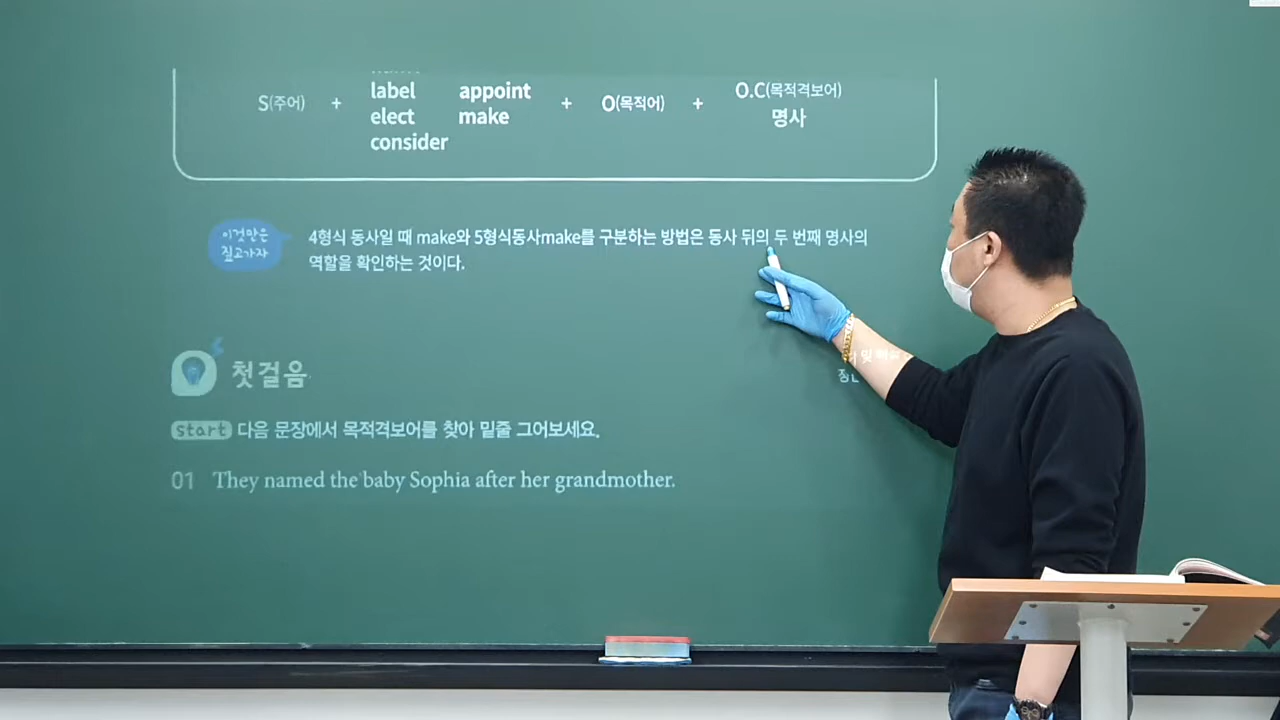 label appoint
S(주어) + elect make + O(목적어) + O.C(목적격보어)
consider 명사
이것만은
짚고가자
4형식 동사일 때 make와 5형식동사make를 구분하는 방법은 동사 뒤의 두 번째 명사의
역할을 확인하는 것이다.
첫걸음
start 다음 문장에서 목적격보어를 찾아 밑줄 그어보세요.
01 They named the baby Sophia after her grandmother.